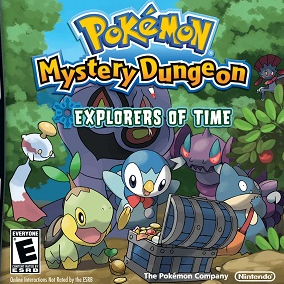 POKéMON
Mystery Dungeon
EXPLORERS OF TIME
EVERYONE
E
ESRB
Online Interactions Not Rated by the ESRB
The Pokémon Company
Nintendo